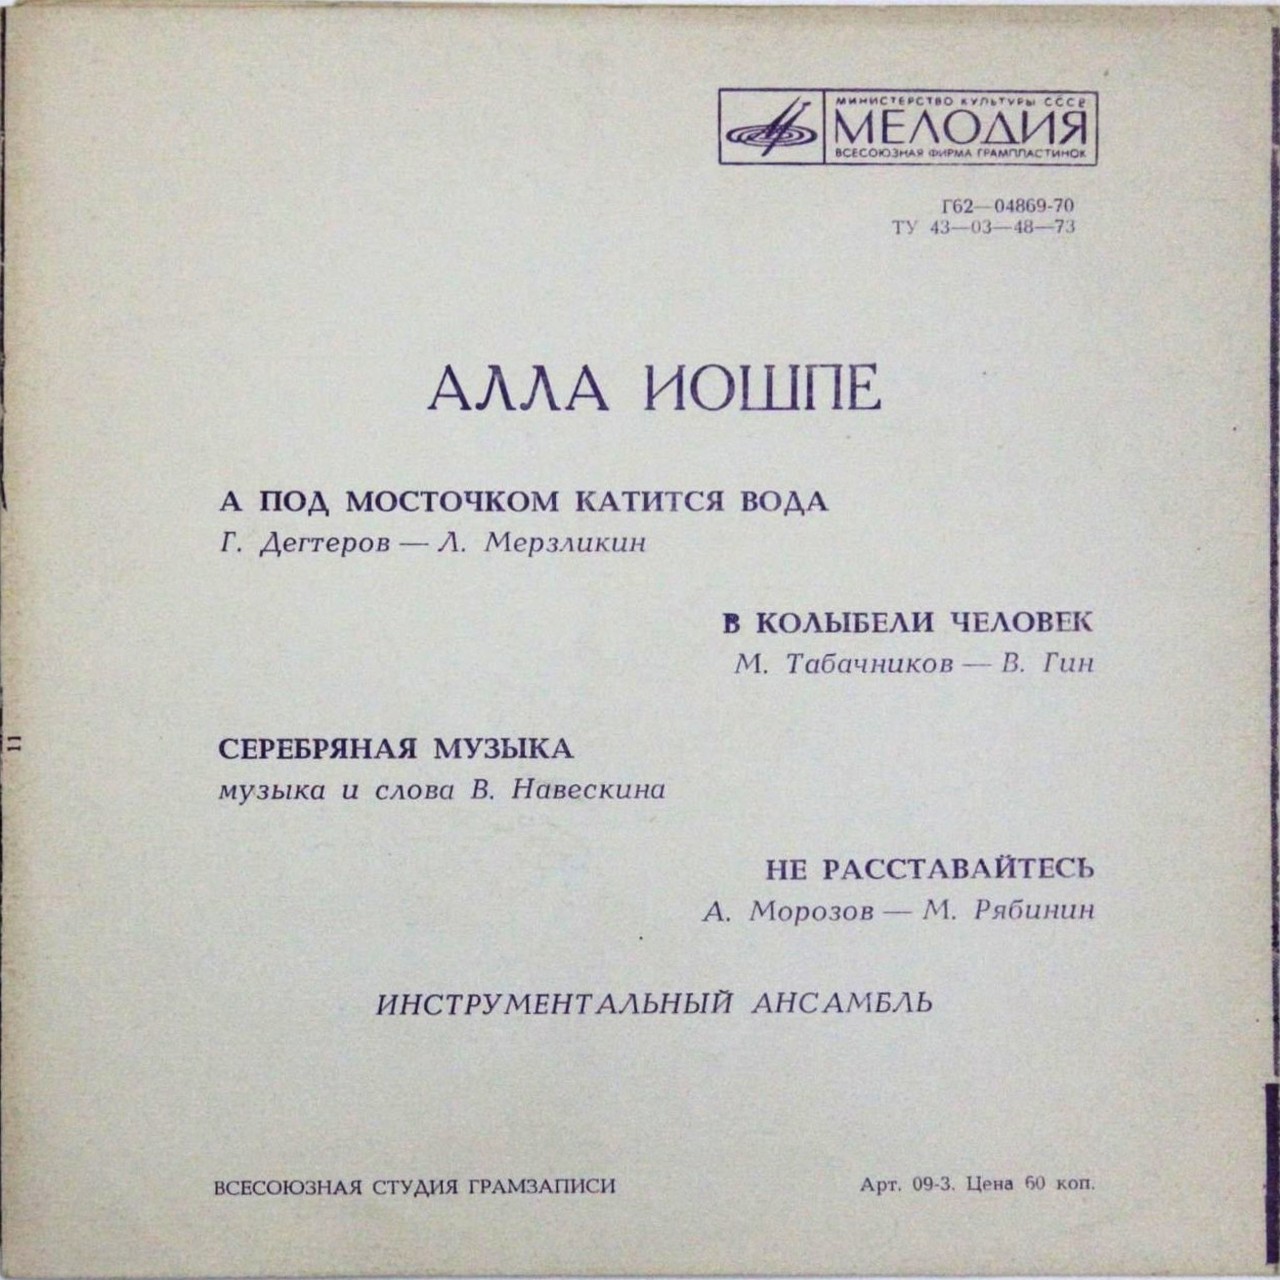 МИНИСТЕРСТВО КУЛЬТУРЫ СССР
МЕЛОДИЯ
ВСЕСОЮЗНАЯ ФИРМА ГРАМПЛАСТИНОК
Г62—04869-70
ТУ 43—03—48—73
АЛЛА ИОШПЕ
А ПОД МОСТОЧКОМ КАТИТСЯ ВОДА
Г. Дегтеров — Л. Мерзликин
В КОЛЫБЕЛИ ЧЕЛОВЕК
М. Табачников — В. Гин
СЕРЕБРЯНАЯ МУЗЫКА
музыка и слова В. Навескина
НЕ РАССТАВАЙТЕСЬ
А. Морозов — М. Рябинин
ИНСТРУМЕНТАЛЬНЫЙ АНСАМБЛЬ
ВСЕСОЮЗНАЯ СТУДИЯ ГРАМЗАПИСИ
Арт. 09-3. Цена 60 коп.